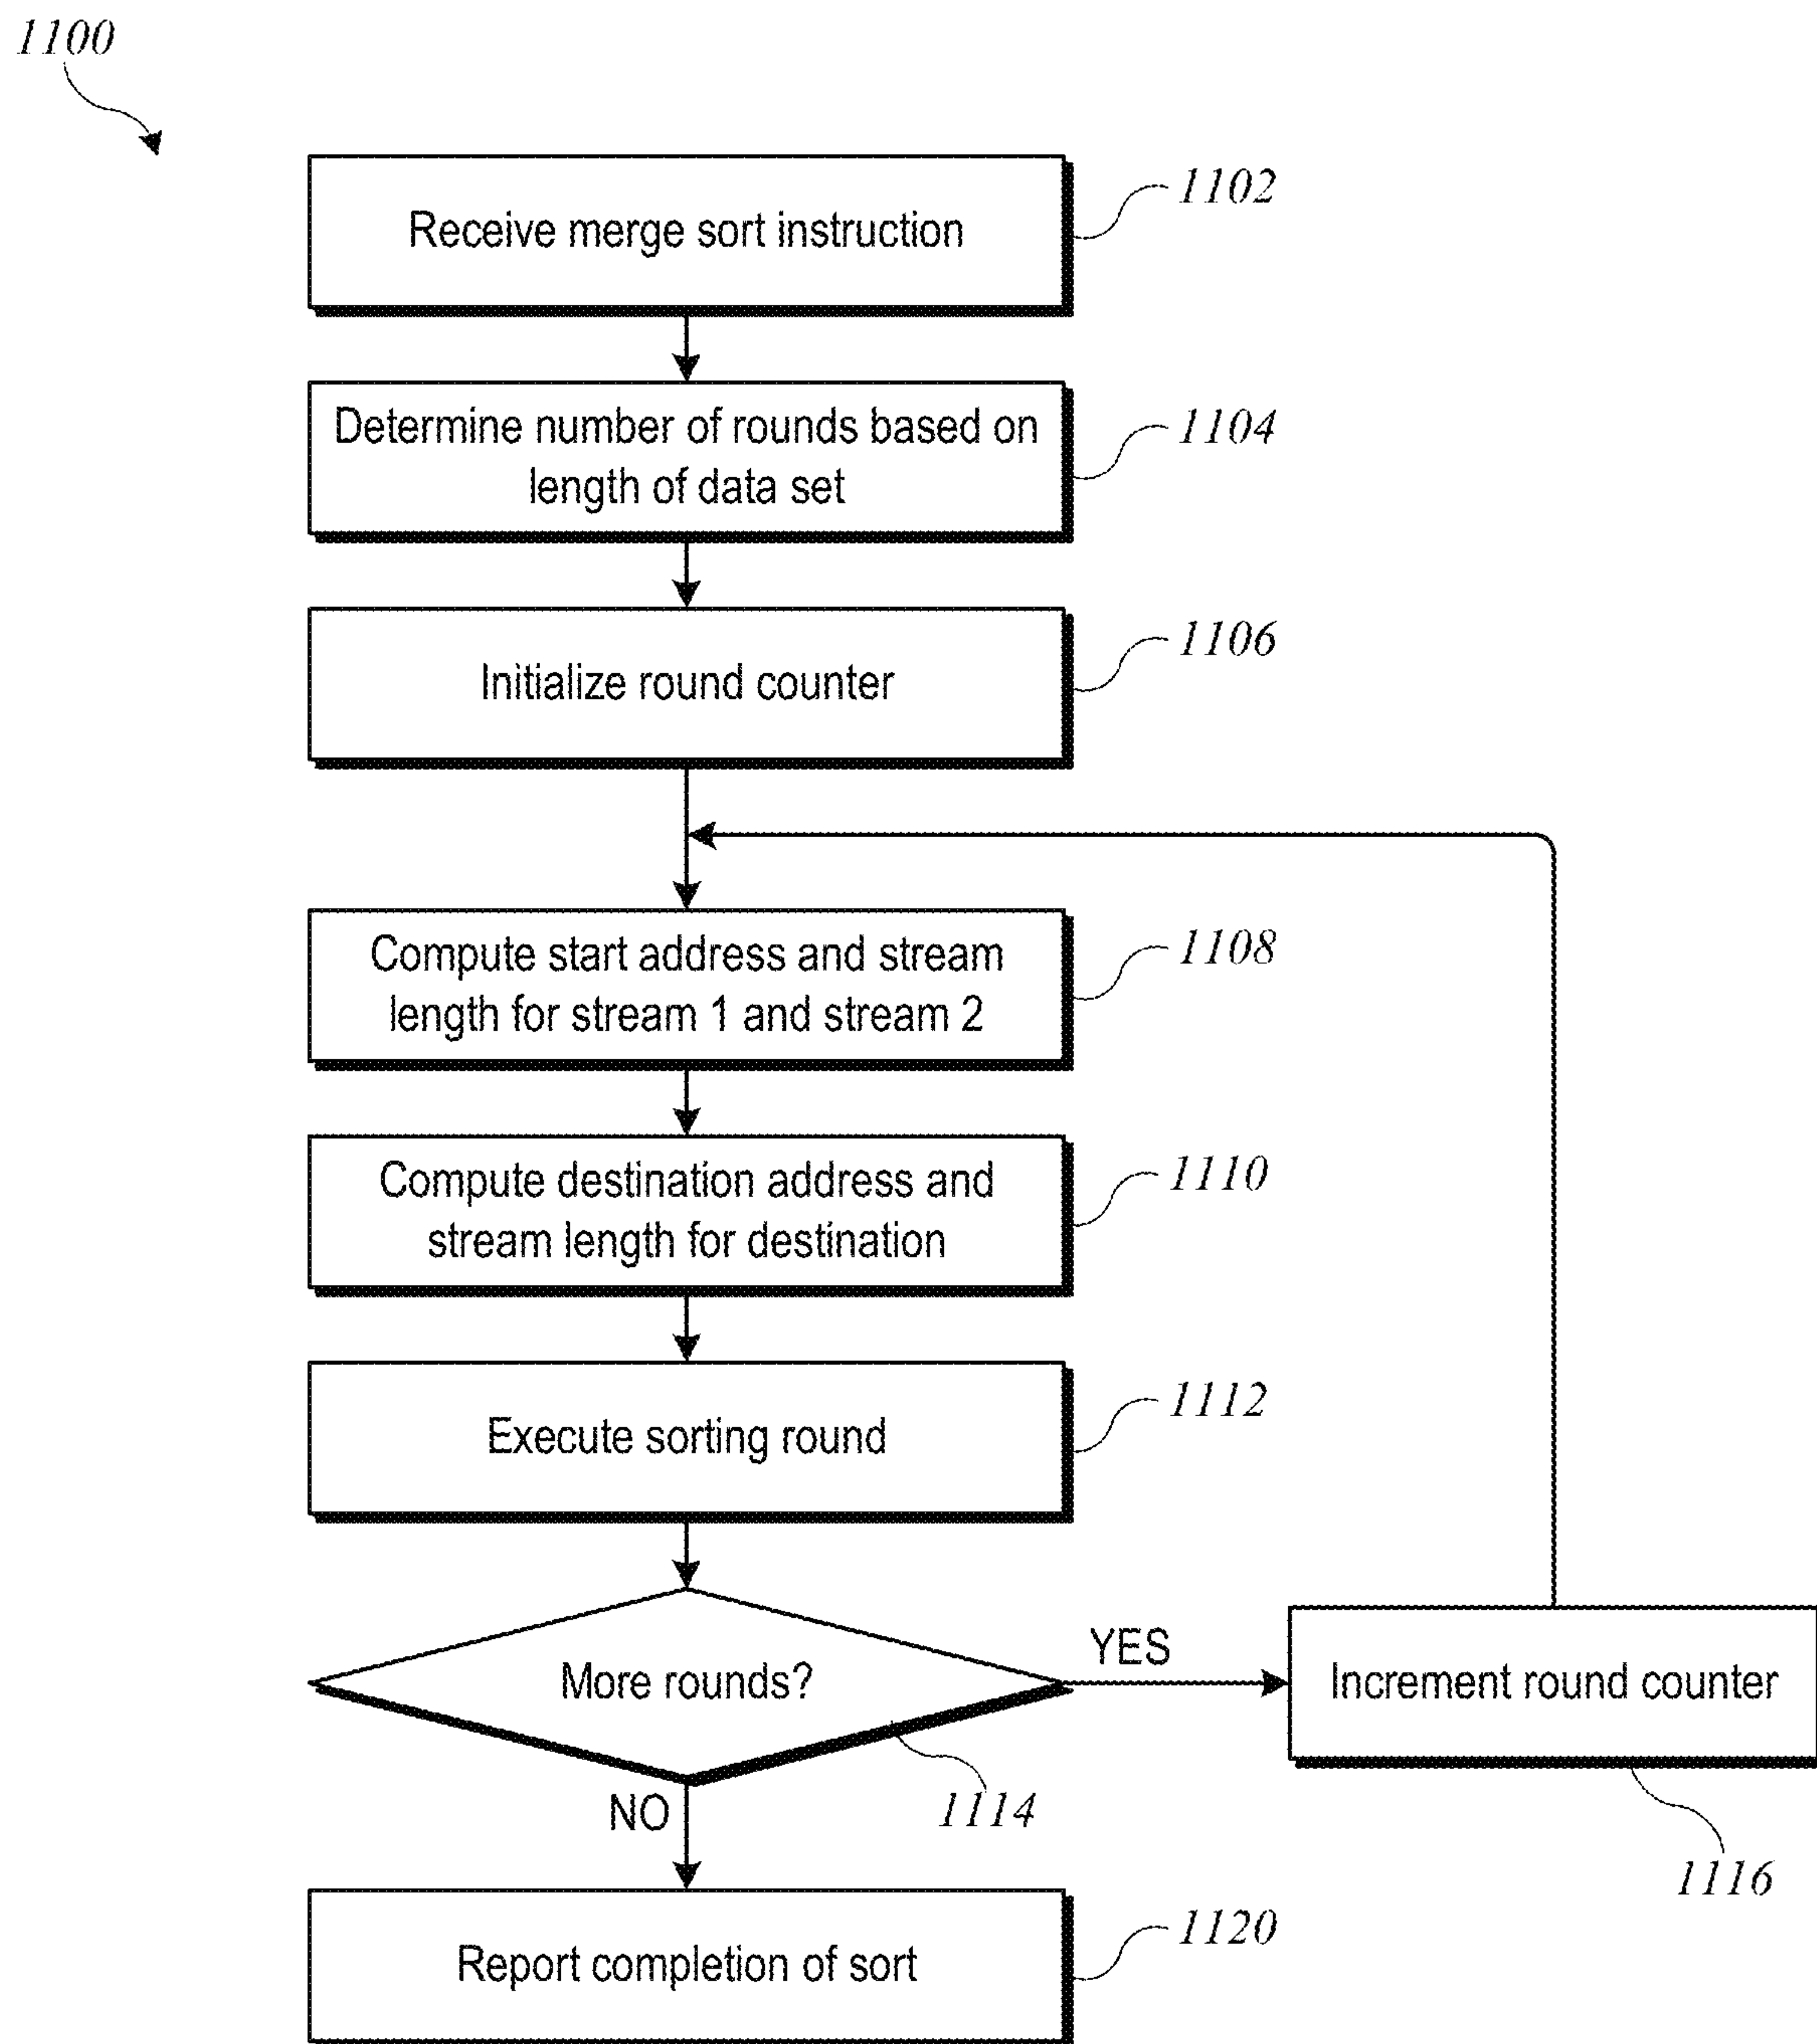 1100
Receive merge sort instruction
1102
Determine number of rounds based on
length of data set
1104
Initialize round counter
1106
Compute start address and stream
length for stream 1 and stream 2
1108
Compute destination address and
stream length for destination
1110
Execute sorting round
1112
More rounds?
YES
Increment round counter
1114
NO
1116
Report completion of sort
1120